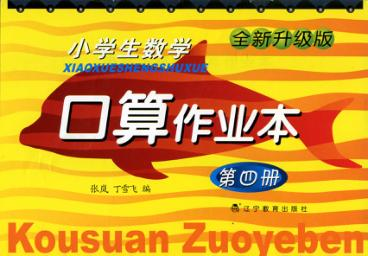 全新升级版
小学生数学
XIAOXUESHENGSHUXUE
口算作业本
第四册
张岚 丁雪飞 编
辽宁教育出版社
Kousuan Zuoyeben